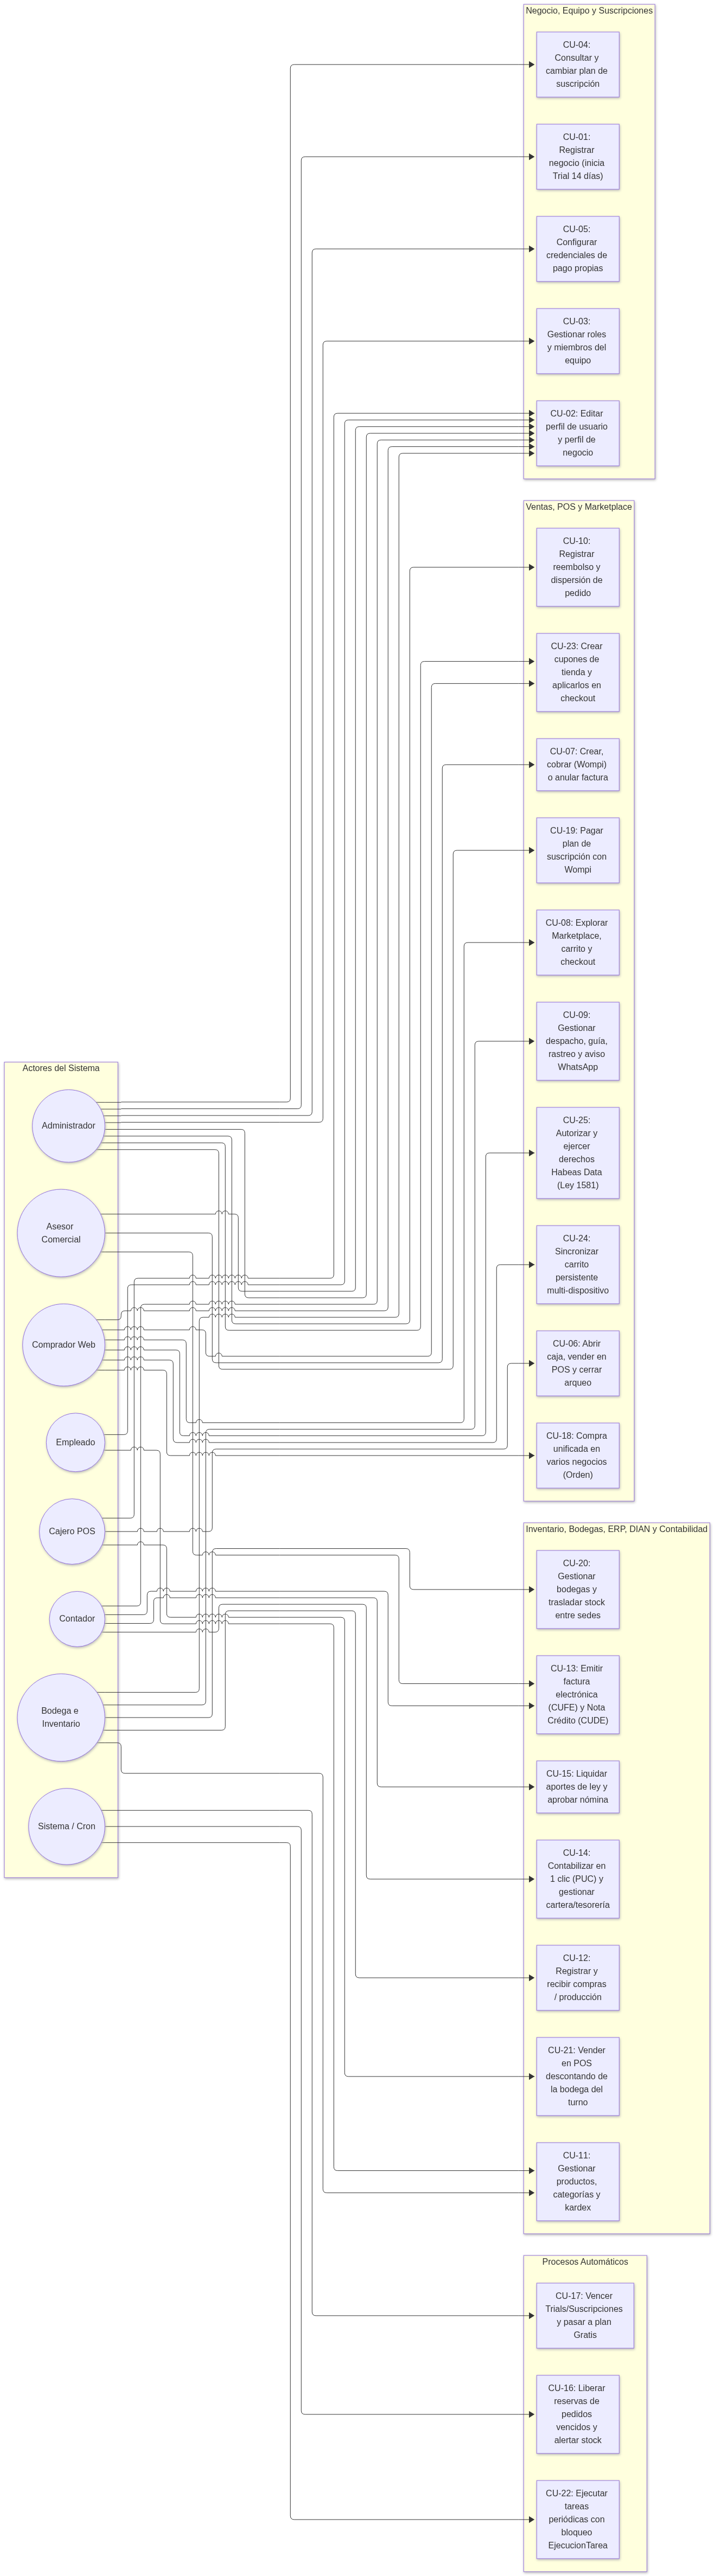 Negocio, Equipo y Suscripciones
CU-04:
Consultar y
cambiar plan de
suscripción
CU-01:
Registrar
negocio (inicia
Trial 14 días)
CU-05:
Configurar
credenciales de
pago propias
CU-03:
Gestionar roles
y miembros del
equipo
CU-02: Editar
perfil de usuario
y perfil de
negocio
Ventas, POS y Marketplace
CU-10:
Registrar
reembolso y
dispersión de
pedido
CU-23: Crear
cupones de
tienda y
aplicarlos en
checkout
CU-07: Crear,
cobrar (Wompi)
o anular factura
CU-19: Pagar
plan de
suscripción con
Wompi
CU-08: Explorar
Marketplace,
carrito y
checkout
CU-09:
Gestionar
despacho, guía,
rastreo y aviso
WhatsApp
CU-25:
Autorizar y
ejercer
derechos
Habeas Data
(Ley 1581)
CU-24:
Sincronizar
carrito
persistente
multi-dispositivo
CU-06: Abrir
caja, vender en
POS y cerrar
arqueo
CU-18: Compra
unificada en
varios negocios
(Orden)
Actores del Sistema
Administrador
Asesor
Comercial
Comprador Web
Empleado
Cajero POS
Contador
Bodega e
Inventario
Sistema / Cron
Inventario, Bodegas, ERP, DIAN y Contabilidad
CU-20:
Gestionar
bodegas y
trasladar stock
entre sedes
CU-13: Emitir
factura
electrónica
(CUFE) y Nota
Crédito (CUDE)
CU-15: Liquidar
aportes de ley y
aprobar nómina
CU-14:
Contabilizar en
1 clic (PUC) y
gestionar
cartera/tesorería
CU-12:
Registrar y
recibir compras
/ producción
CU-21: Vender
en POS
descontando de
la bodega del
turno
CU-11:
Gestionar
productos,
categorías y
kardex
Procesos Automáticos
CU-17: Vencer
Trials/Suscripciones
y pasar a plan
Gratis
CU-16: Liberar
reservas de
pedidos
vencidos y
alertar stock
CU-22: Ejecutar
tareas
periódicas con
bloqueo
EjecucionTarea